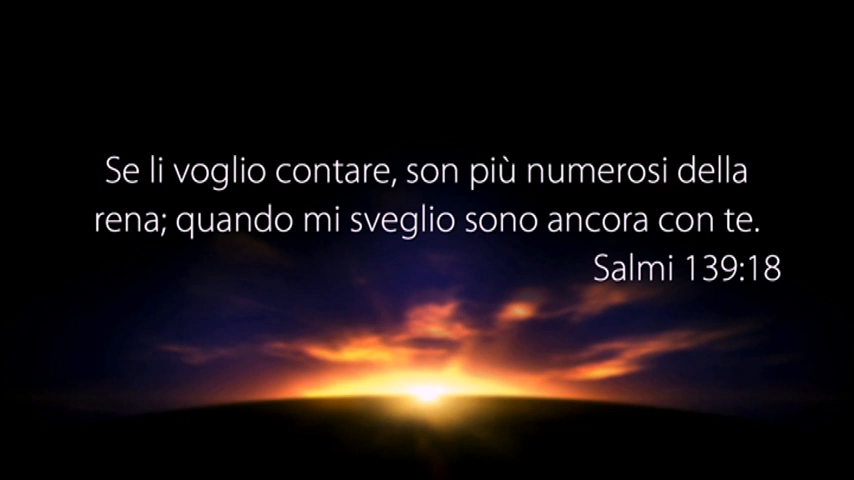 Se li voglio contare, son più numerosi della
rena; quando mi sveglio sono ancora con te.
Salmi 139:18